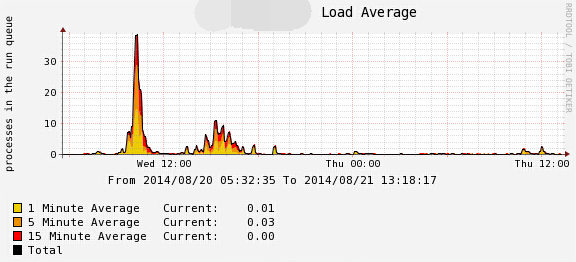 Load Average
RRDTOOL / TOBI OETIKER
processes in the run queue
30
20
10
0
Wed 12:00 Thu 00:00 Thu 12:00
From 2014/08/20 05:32:35 To 2014/08/21 13:18:17
1 Minute Average Current: 0.01
5 Minute Average Current: 0.03
15 Minute Average Current: 0.00
Total